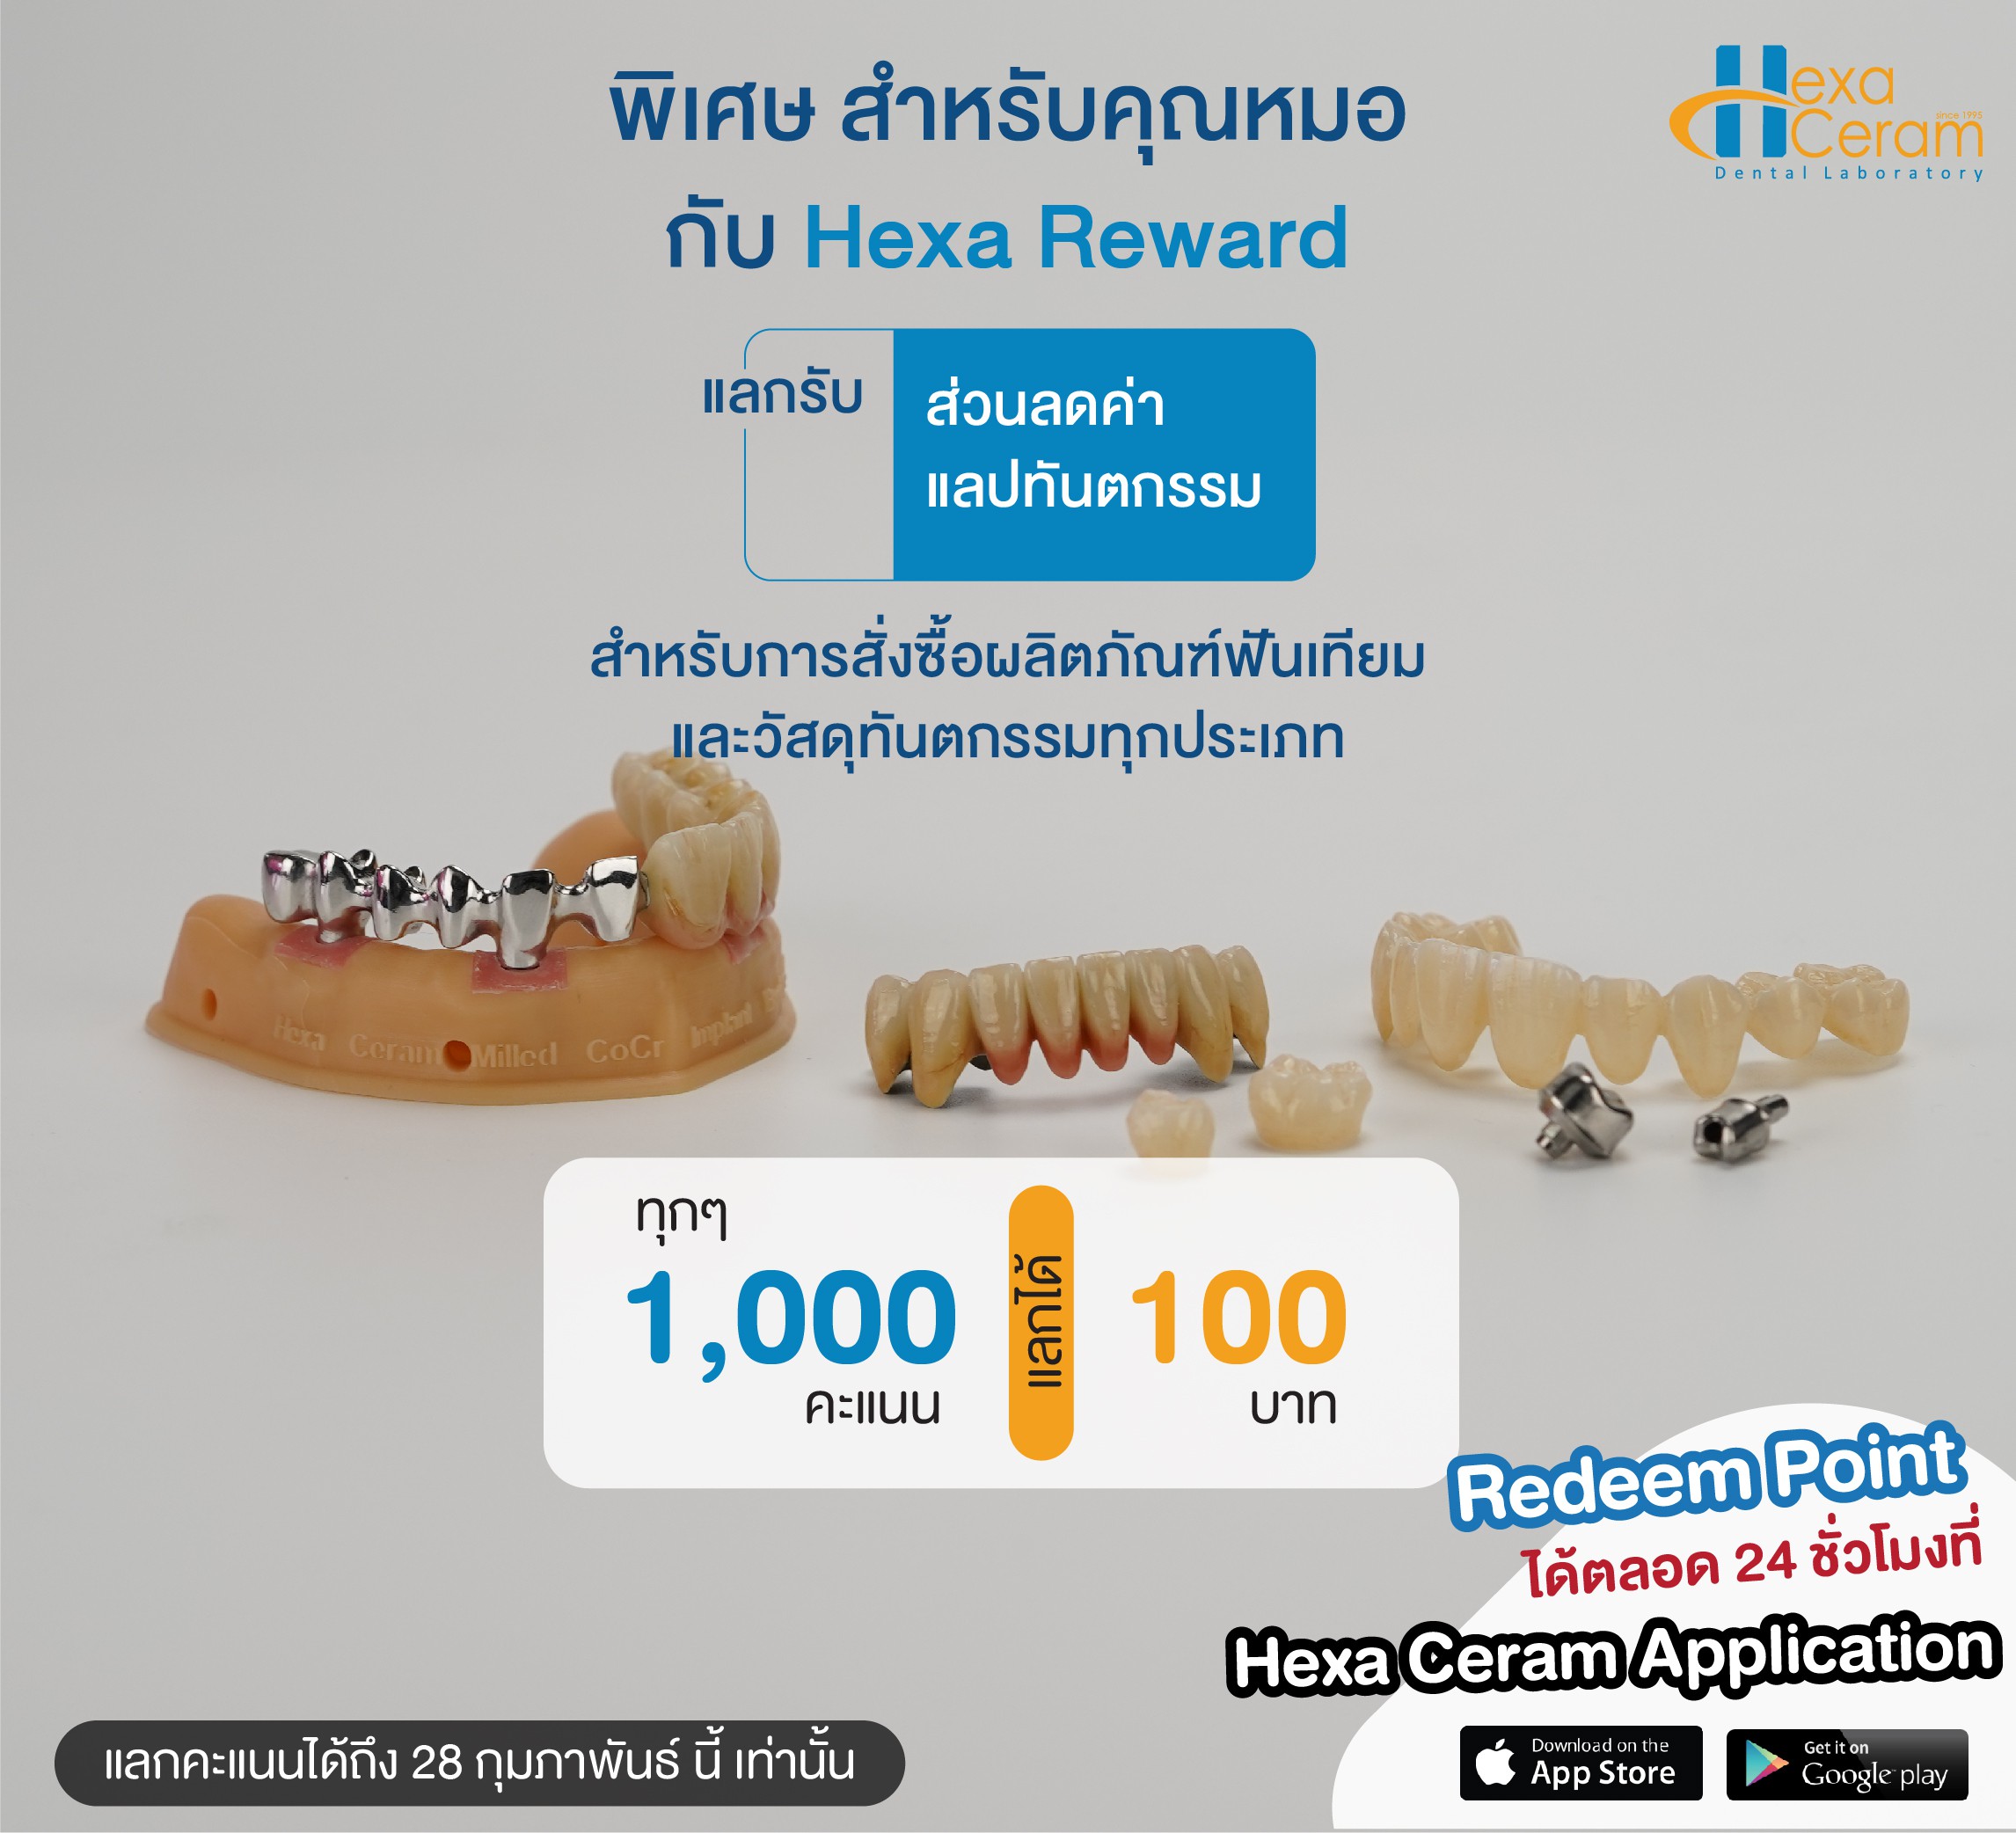 พิเศษ สำหรับคุณหมอ
กับ Hexa Reward
Hexa
Ceram
since 1995
Dental Laboratory
แลกรับ
ส่วนลดค่า
แลปทันตกรรม
สำหรับการสั่งซื้อผลิตภัณฑ์ฟันเทียม
และวัสดุทันตกรรมทุกประเภท
Hexa Ceram Milled CoCr Implant
ทุกๆ
1,000
คะแนน
แลกได้
100
บาท
Redeem Point
ได้ตลอด 24 ชั่วโมงที่
Hexa Ceram Application
Download on the
App Store
Get it on
Google play
แลกคะแนนได้ถึง 28 กุมภาพันธ์ นี้ เท่านั้น